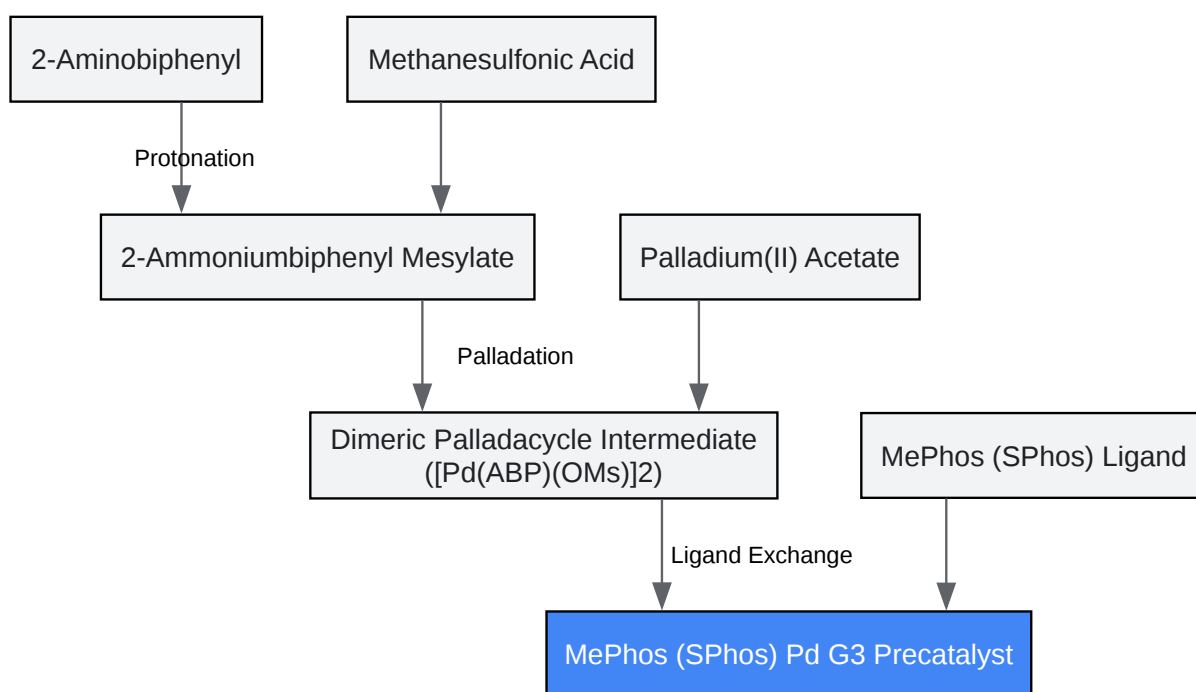 2-Aminobiphenyl
Methanesulfonic Acid
Protonation
2-Ammoniumbiphenyl Mesylate
Palladium(II) Acetate
Palladation
Dimeric Palladacycle Intermediate
([Pd(ABP)(OMs)]2)
MePhos (SPhos) Ligand
Ligand Exchange
MePhos (SPhos) Pd G3 Precatalyst